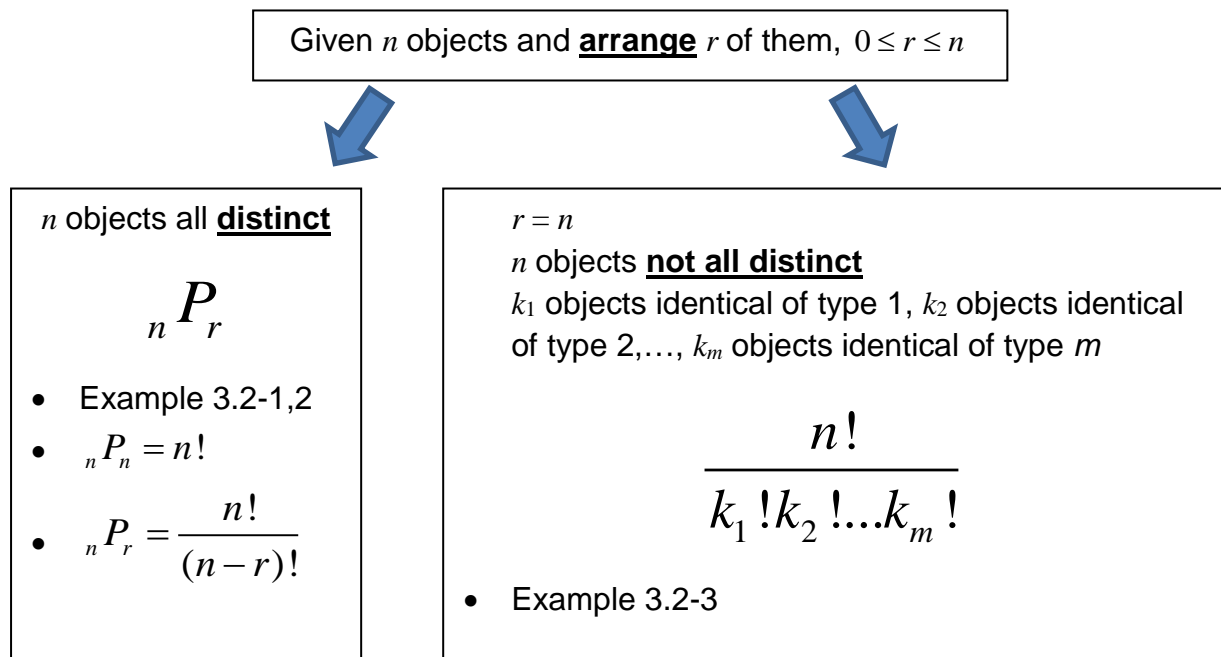 Given n objects and arrange r of them, 0 ≤ r ≤ n
n objects all distinct
nPr
• Example 3.2-1,2
• nPn = n!
• nPr = n!/(n − r)!
r = n
n objects not all distinct
k1 objects identical of type 1, k2 objects identical
of type 2,…, km objects identical of type m
n!
k1!k2!...km!
• Example 3.2-3